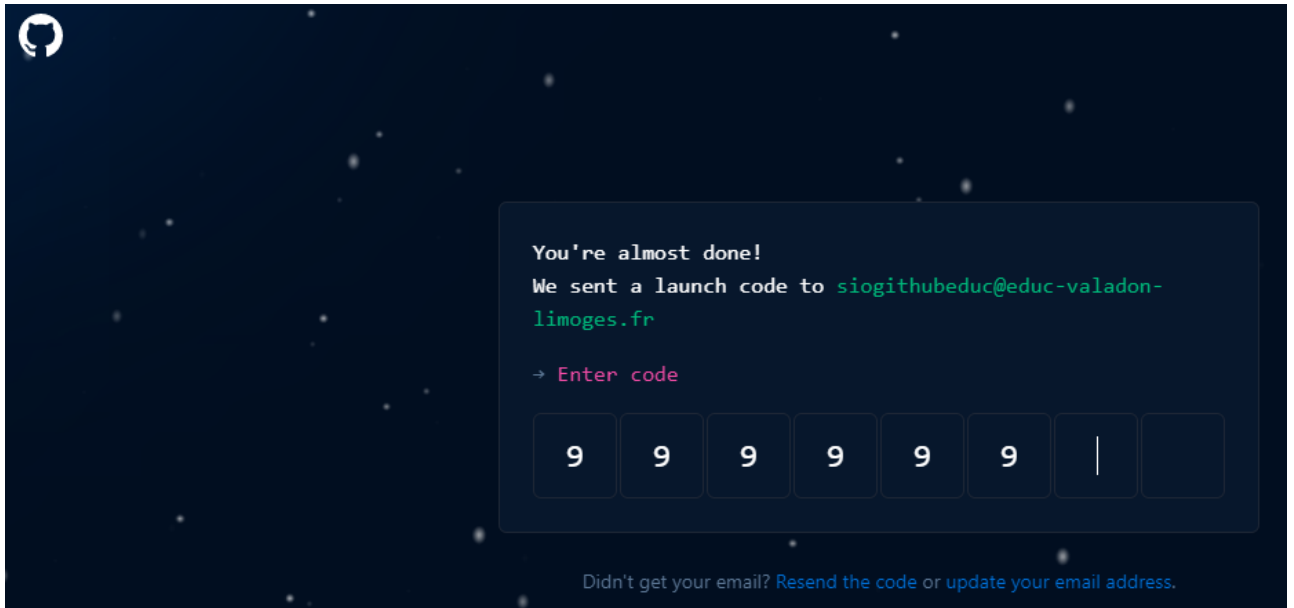 You're almost done!
We sent a launch code to siogithubeduc@educ-valadon-
limoges.fr
→ Enter code
9 9 9 9 9 9
Didn't get your email? Resend the code or update your email address.